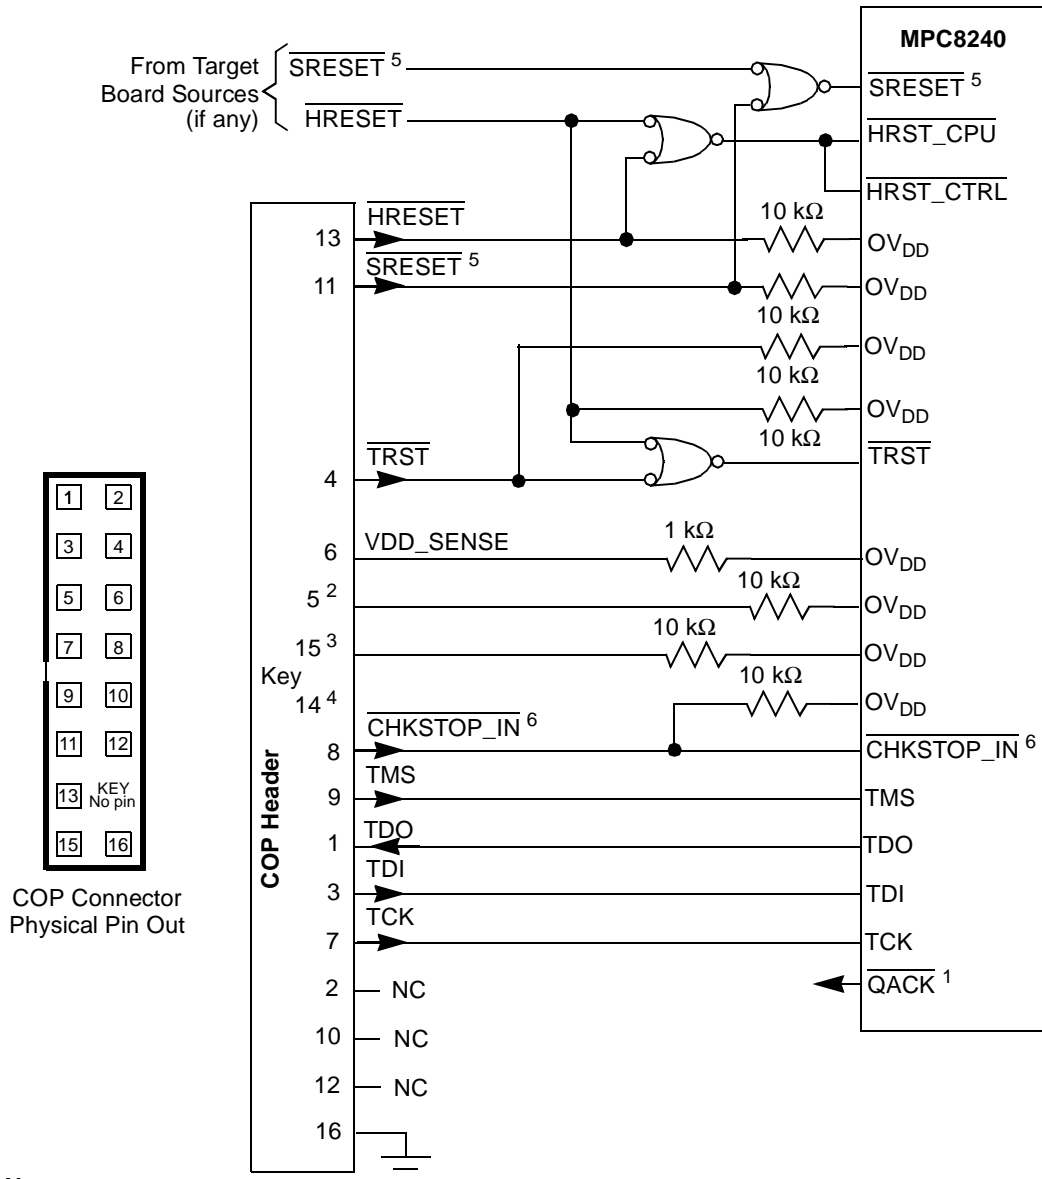 MPC8240
From Target
Board Sources
(if any)
SRESET 5
HRESET
SRESET 5
HRST_CPU
HRST_CTRL
HRESET
13
10 kΩ
OVDD
SRESET 5
11
10 kΩ
OVDD
10 kΩ
OVDD
10 kΩ
OVDD
TRST
4
TRST
6
VDD_SENSE
1 kΩ
OVDD
5 2
10 kΩ
OVDD
15 3
10 kΩ
OVDD
Key
14 4
10 kΩ
OVDD
CHKSTOP_IN 6
8
CHKSTOP_IN 6
TMS
9
TMS
TDO
1
TDO
TDI
3
TDI
TCK
7
TCK
QACK 1
2
NC
10
NC
12
NC
16
COP Header
1 2
3 4
5 6
7 8
9 10
11 12
13 KEY
No pin
15 16
COP Connector
Physical Pin Out